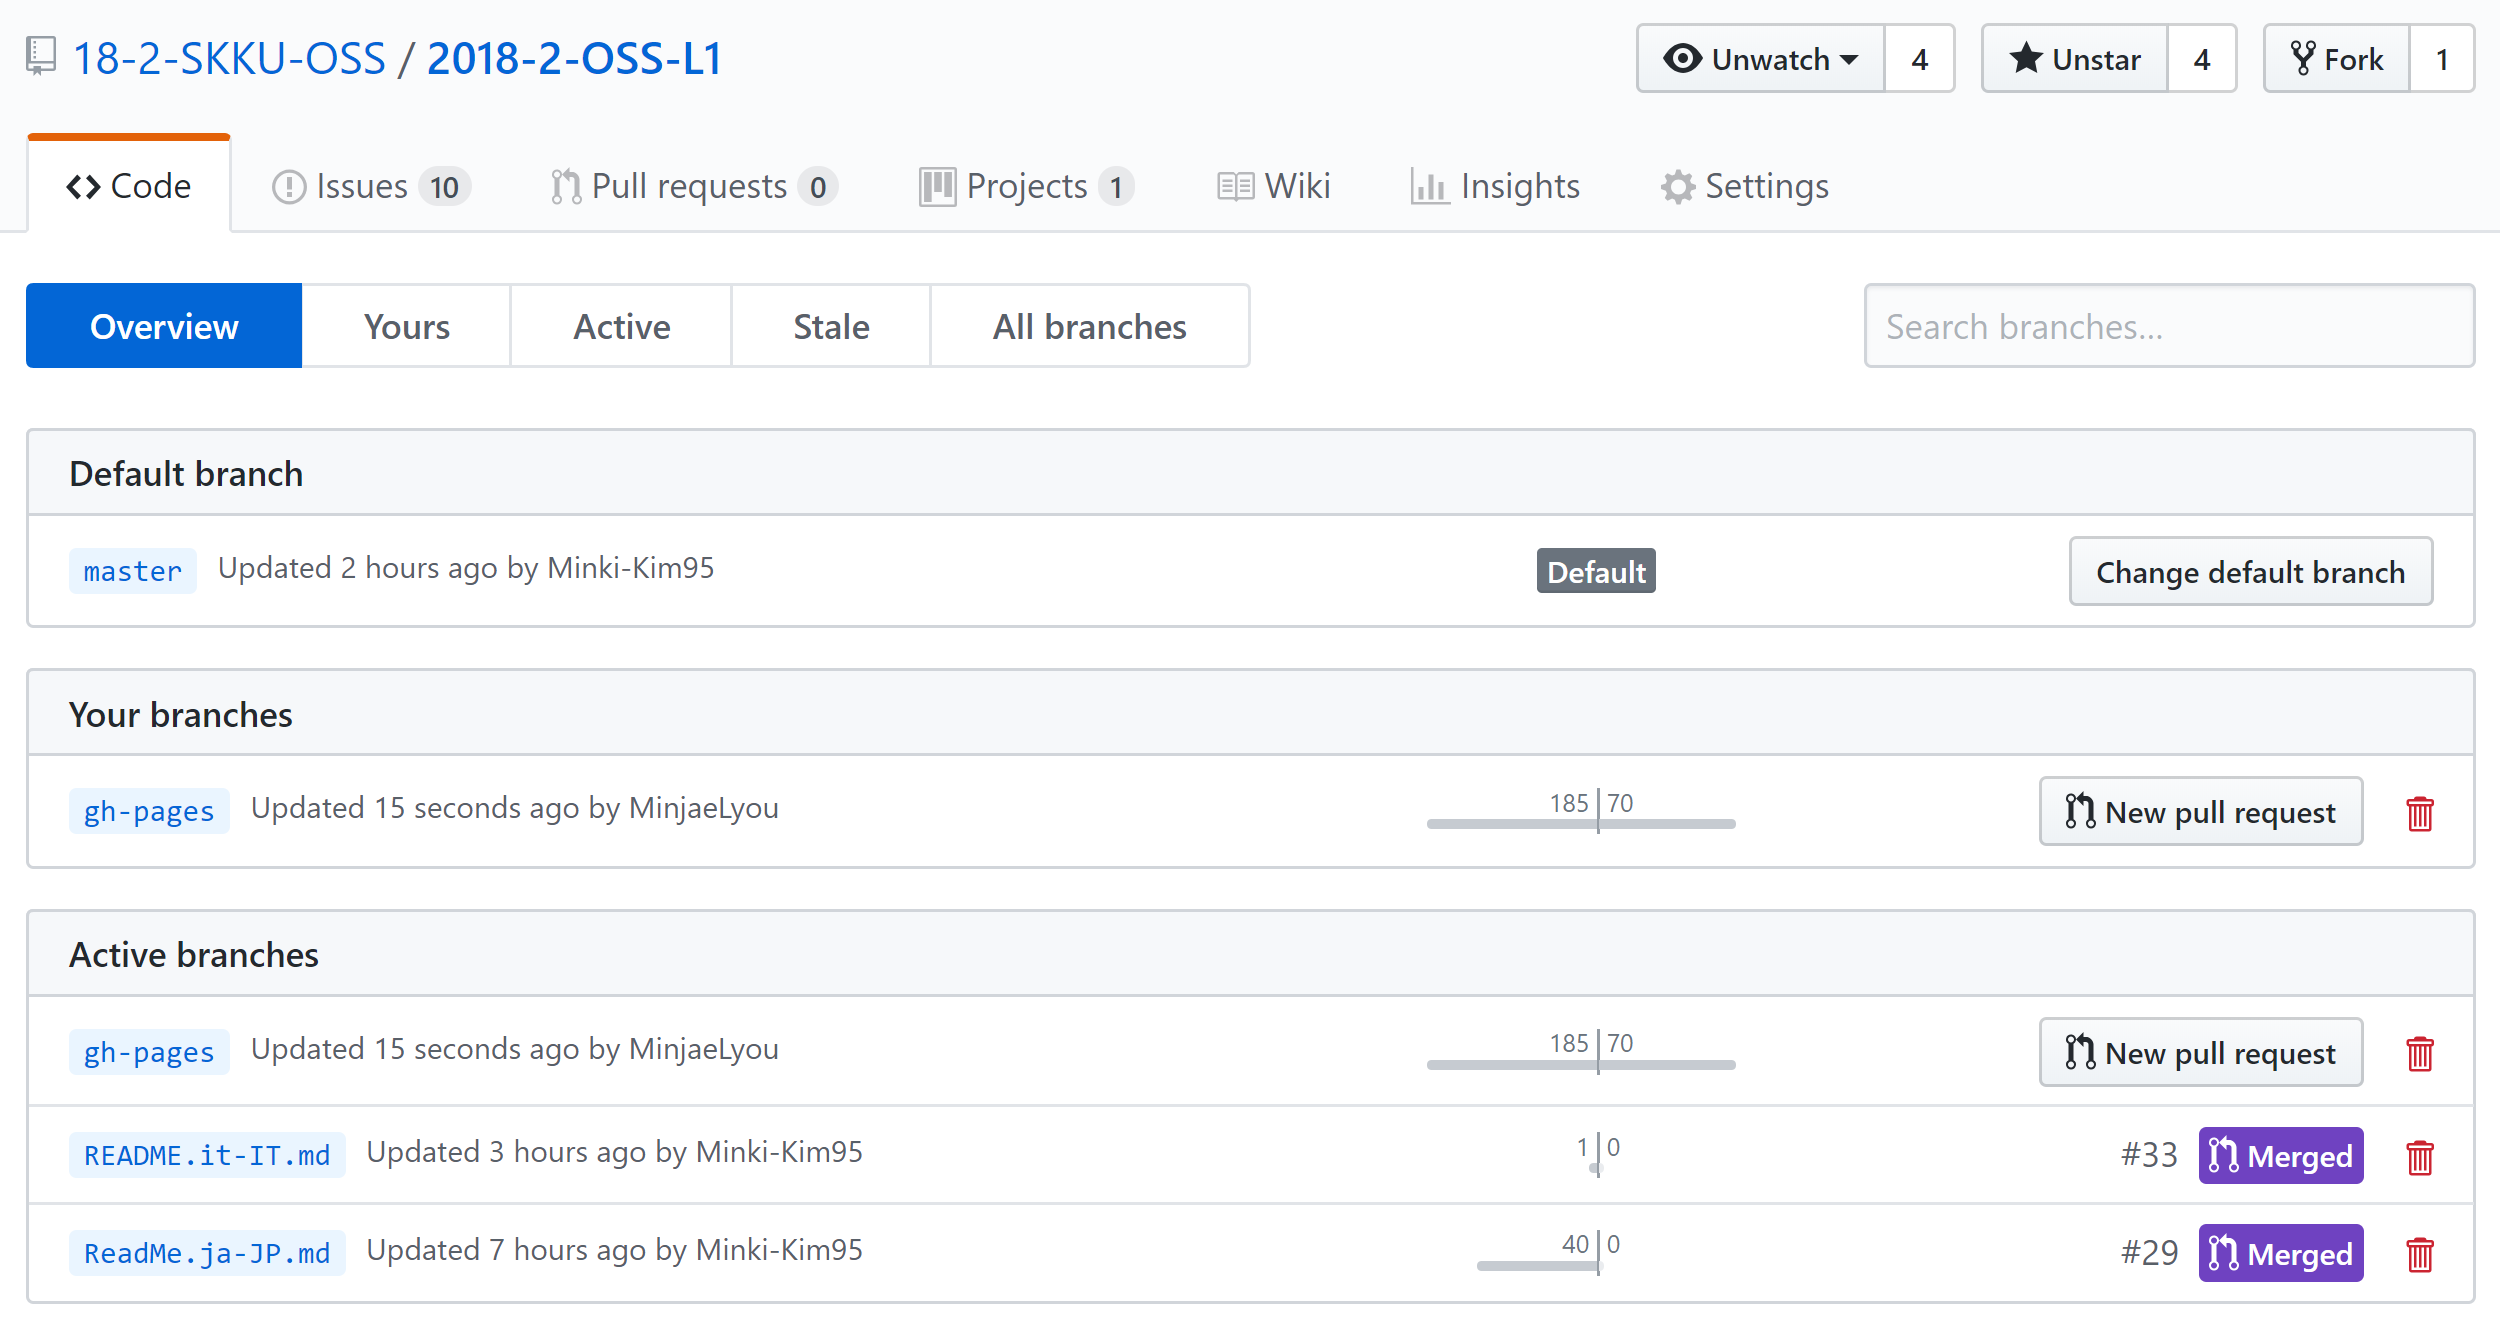 18-2-SKKU-OSS / 2018-2-OSS-L1 Unwatch 4 Unstar 4 Fork 1
Code Issues 10 Pull requests 0 Projects 1 Wiki Insights Settings
Overview Yours Active Stale All branches Search branches...
Default branch
master Updated 2 hours ago by Minki-Kim95 Default Change default branch
Your branches
gh-pages Updated 15 seconds ago by MinjaeLyou 185 70 New pull request
Active branches
gh-pages Updated 15 seconds ago by MinjaeLyou 185 70 New pull request
README.it-IT.md Updated 3 hours ago by Minki-Kim95 1 0 #33 Merged
ReadMe.ja-JP.md Updated 7 hours ago by Minki-Kim95 40 0 #29 Merged